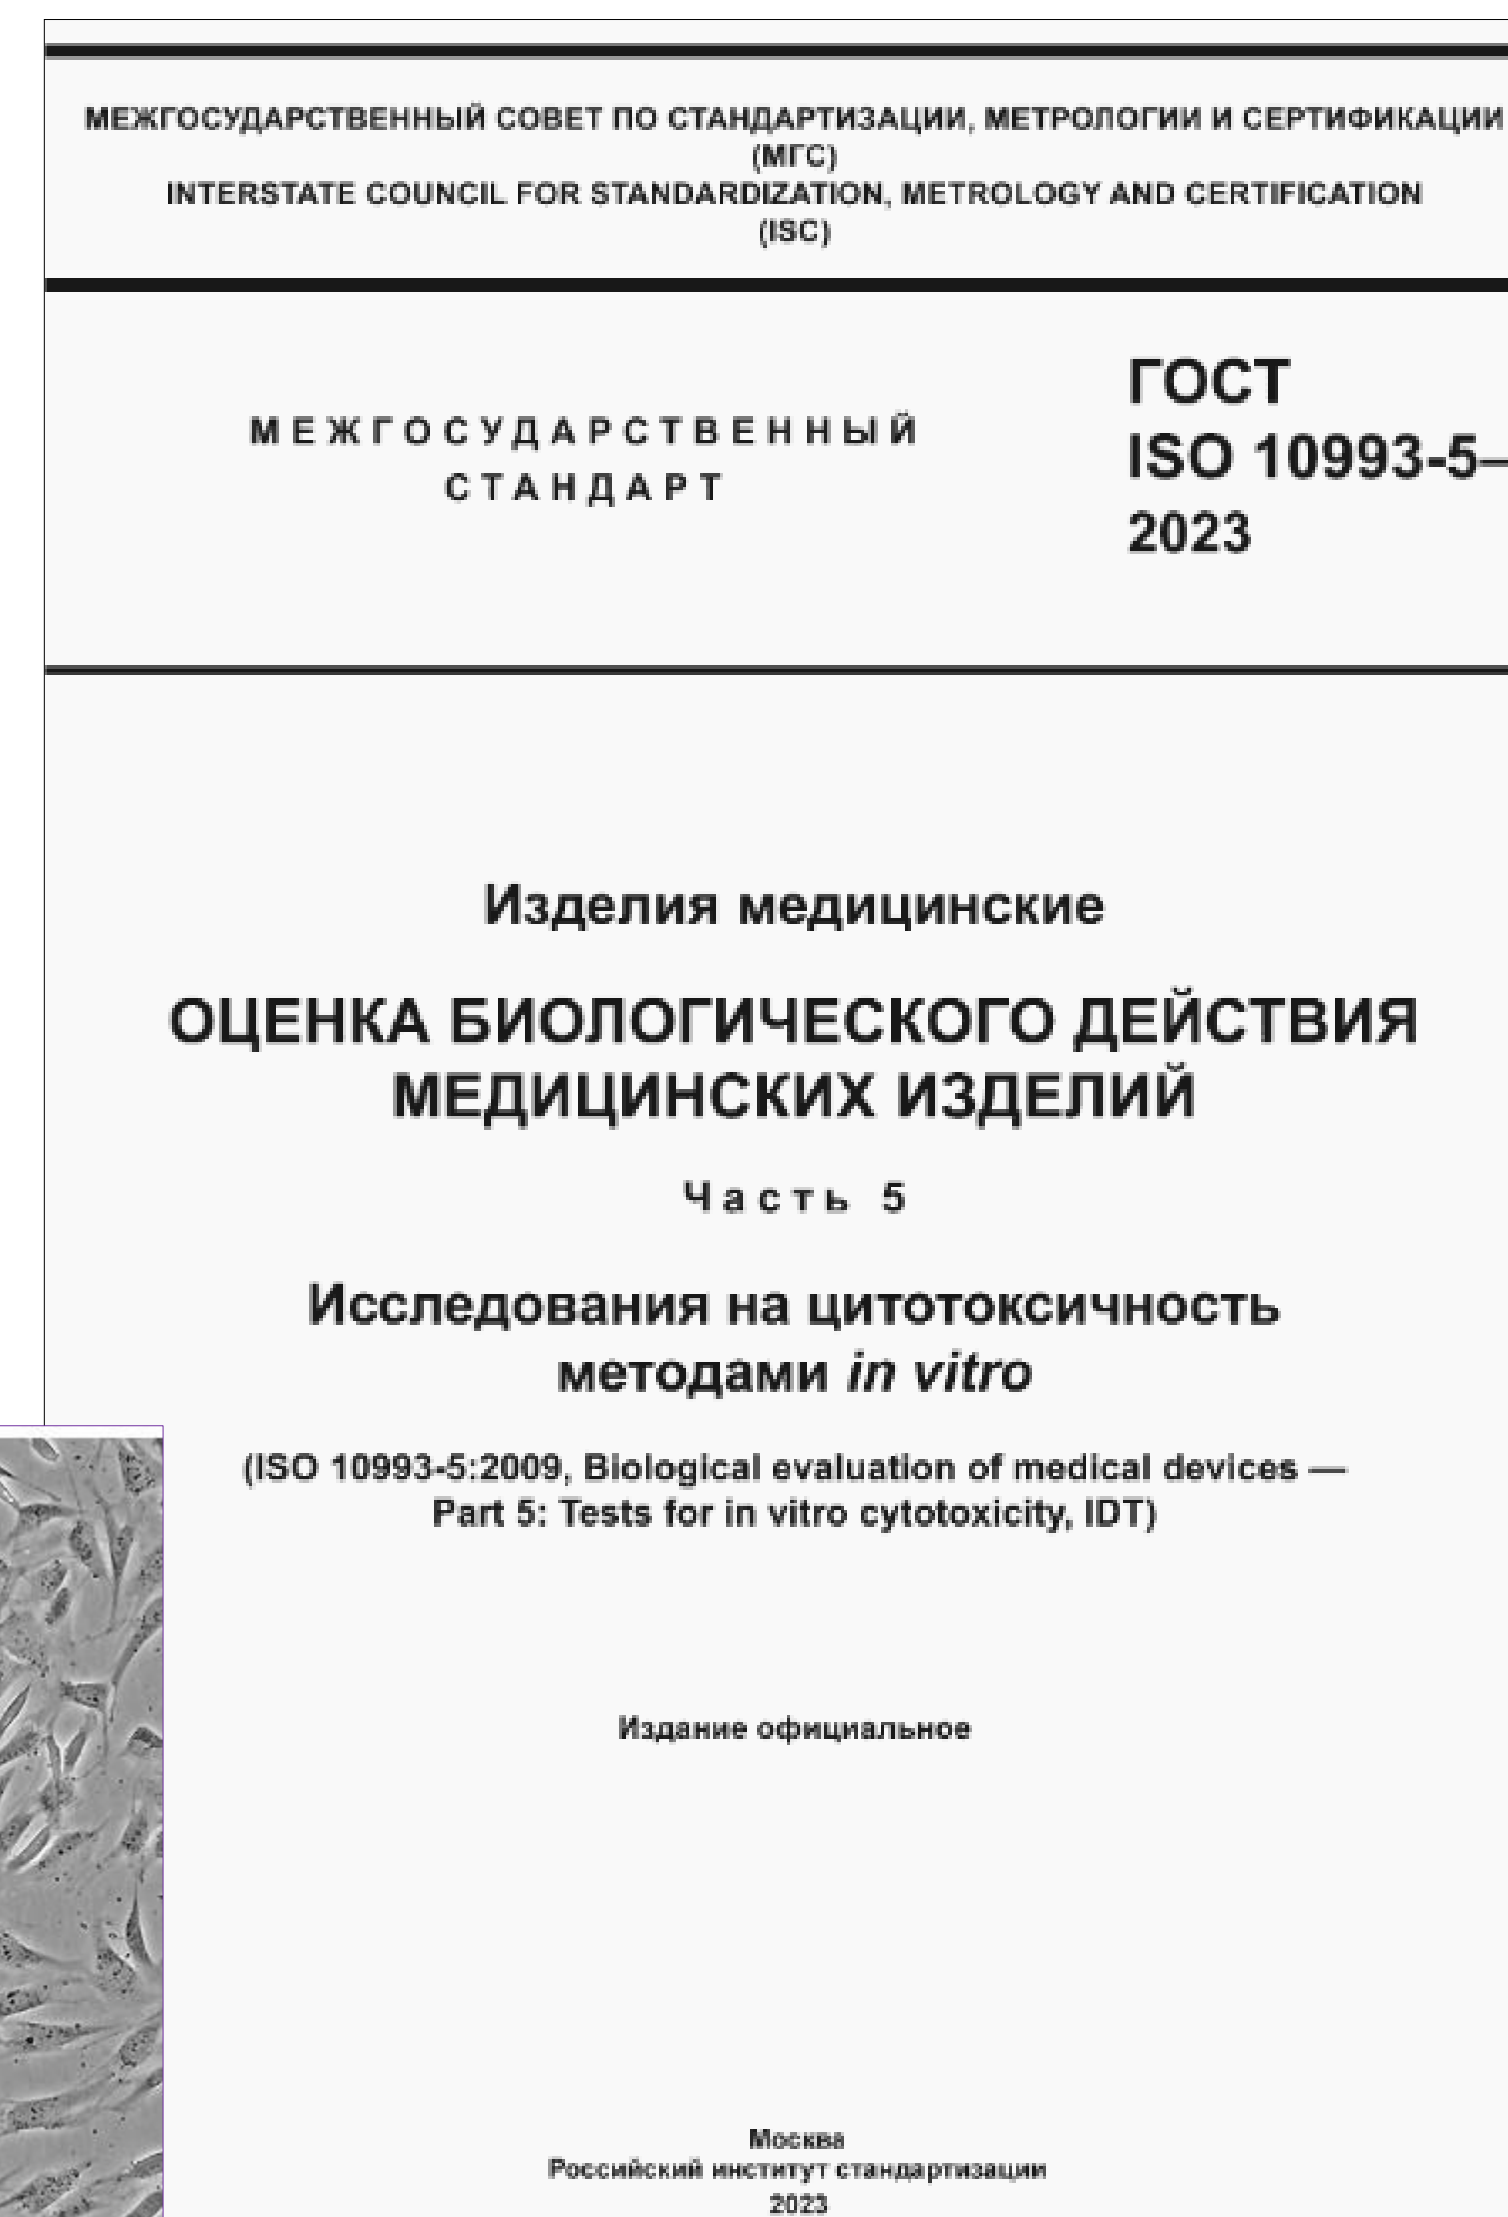 МЕЖГОСУДАРСТВЕННЫЙ СОВЕТ ПО СТАНДАРТИЗАЦИИ, МЕТРОЛОГИИ И СЕРТИФИКАЦИИ
(МГС)
INTERSTATE COUNCIL FOR STANDARDIZATION, METROLOGY AND CERTIFICATION
(ISC)
МЕЖГОСУДАРСТВЕННЫЙ
СТАНДАРТ
ГОСТ
ISO 10993-5—
2023
Изделия медицинские
ОЦЕНКА БИОЛОГИЧЕСКОГО ДЕЙСТВИЯ
МЕДИЦИНСКИХ ИЗДЕЛИЙ
Часть 5
Исследования на цитотоксичность
методами in vitro
(ISO 10993-5:2009, Biological evaluation of medical devices —
Part 5: Tests for in vitro cytotoxicity, IDT)
Издание официальное
Москва
Российский институт стандартизации
2023